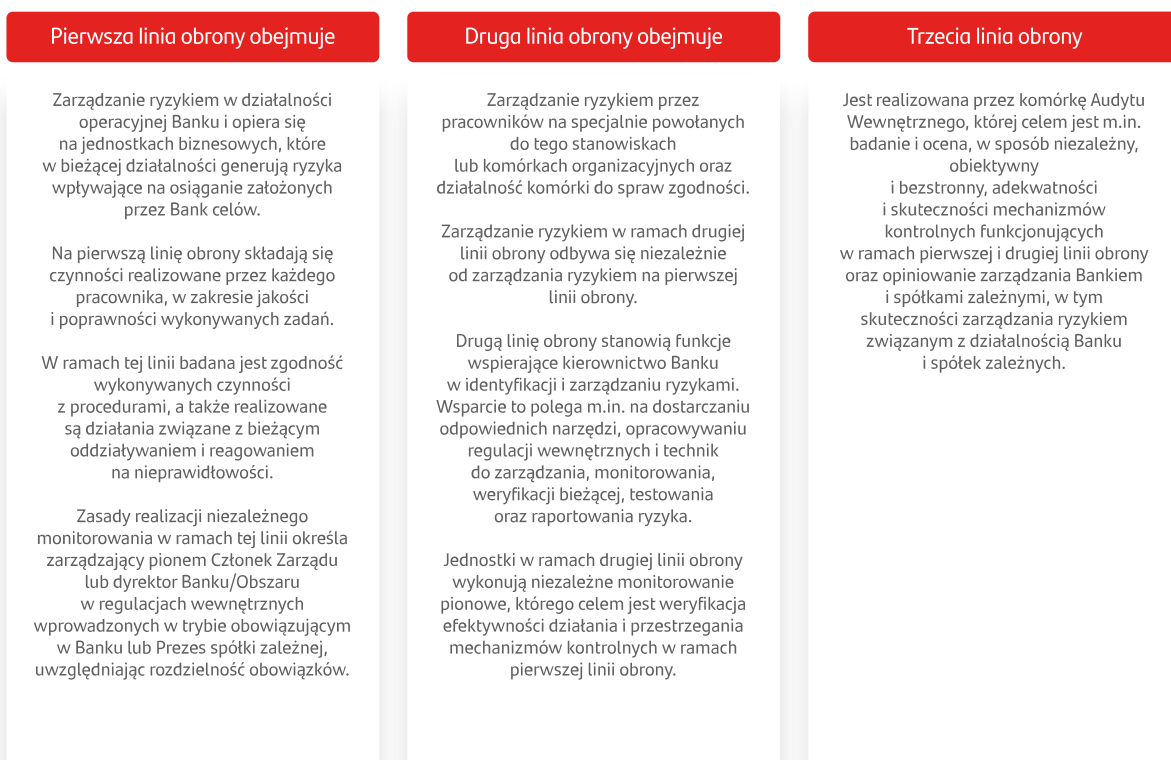 Pierwsza linia obrony obejmuje
Zarządzanie ryzykiem w działalności
operacyjnej Banku i opiera się
na jednostkach biznesowych, które
w bieżącej działalności generują ryzyka
wpływające na osiąganie założonych
przez Bank celów.
Na pierwszą linię obrony składają się
czynności realizowane przez każdego
pracownika, w zakresie jakości
i poprawności wykonywanych zadań.
W ramach tej linii badana jest zgodność
wykonywanych czynności
z procedurami, a także realizowane
są działania związane z bieżącym
oddziaływaniem i reagowaniem
na nieprawidłowości.
Zasady realizacji niezależnego
monitorowania w ramach tej linii określa
zarządzający pionem Członek Zarządu
lub dyrektor Banku/Obszaru
w regulacjach wewnętrznych
wprowadzonych w trybie obowiązującym
w Banku lub Prezes spółki zależnej,
uwzględniając rozdzielność obowiązków.
Druga linia obrony obejmuje
Zarządzanie ryzykiem przez
pracowników na specjalnie powołanych
do tego stanowiskach
lub komórkach organizacyjnych oraz
działalność komórki do spraw zgodności.
Zarządzanie ryzykiem w ramach drugiej
linii obrony odbywa się niezależnie
od zarządzania ryzykiem na pierwszej
linii obrony.
Drugą linię obrony stanowią funkcje
wspierające kierownictwo Banku
w identyfikacji i zarządzaniu ryzykami.
Wsparcie to polega m.in. na dostarczaniu
odpowiednich narzędzi, opracowywaniu
regulacji wewnętrznych i technik
do zarządzania, monitorowania,
weryfikacji bieżącej, testowania
oraz raportowania ryzyka.
Jednostki w ramach drugiej linii obrony
wykonują niezależne monitorowanie
pionowe, którego celem jest weryfikacja
efektywności działania i przestrzegania
mechanizmów kontrolnych w ramach
pierwszej linii obrony.
Trzecia linia obrony
Jest realizowana przez komórkę Audytu
Wewnętrznego, której celem jest m.in.
badanie i ocena, w sposób niezależny,
obiektywny
i bezstronny, adekwatności
i skuteczności mechanizmów
kontrolnych funkcjonujących
w ramach pierwszej i drugiej linii obrony
oraz opiniowanie zarządzania Bankiem
i spółkami zależnymi, w tym
skuteczności zarządzania ryzykiem
związanym z działalnością Banku
i spółek zależnych.